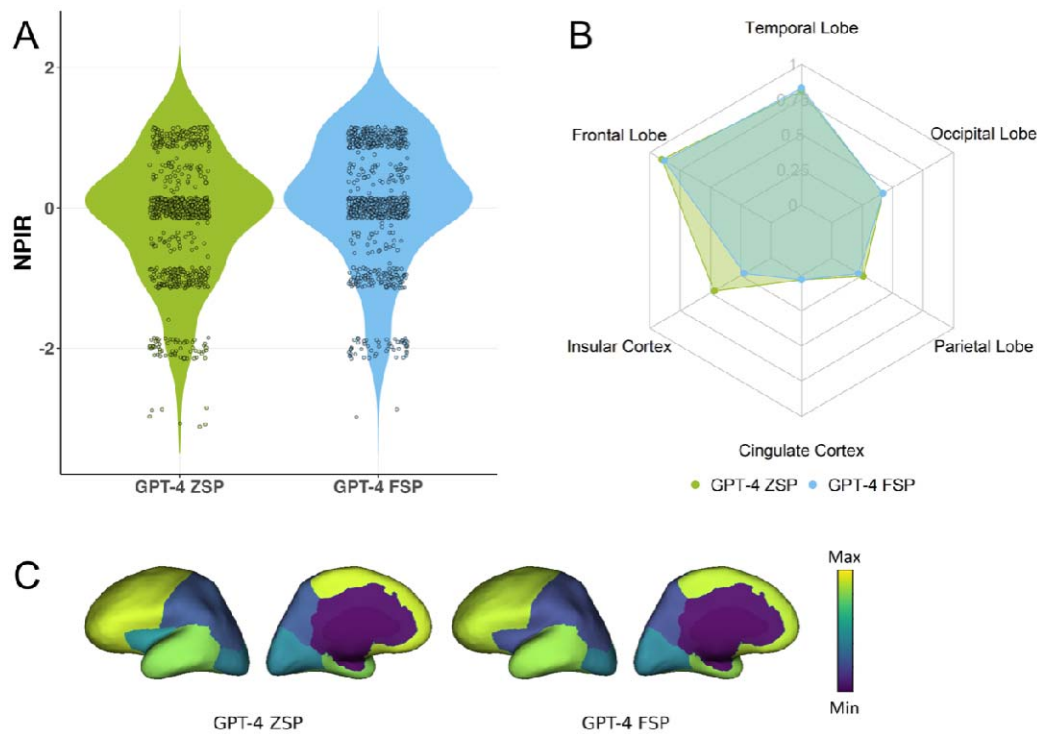 A
2
0
-2
NPIR
GPT-4 ZSP
GPT-4 FSP
B
Temporal Lobe
1
0.75
0.5
0.25
0
Frontal Lobe
Occipital Lobe
Insular Cortex
Parietal Lobe
Cingulate Cortex
GPT-4 ZSP
GPT-4 FSP
C
Max
Min
GPT-4 ZSP
GPT-4 FSP